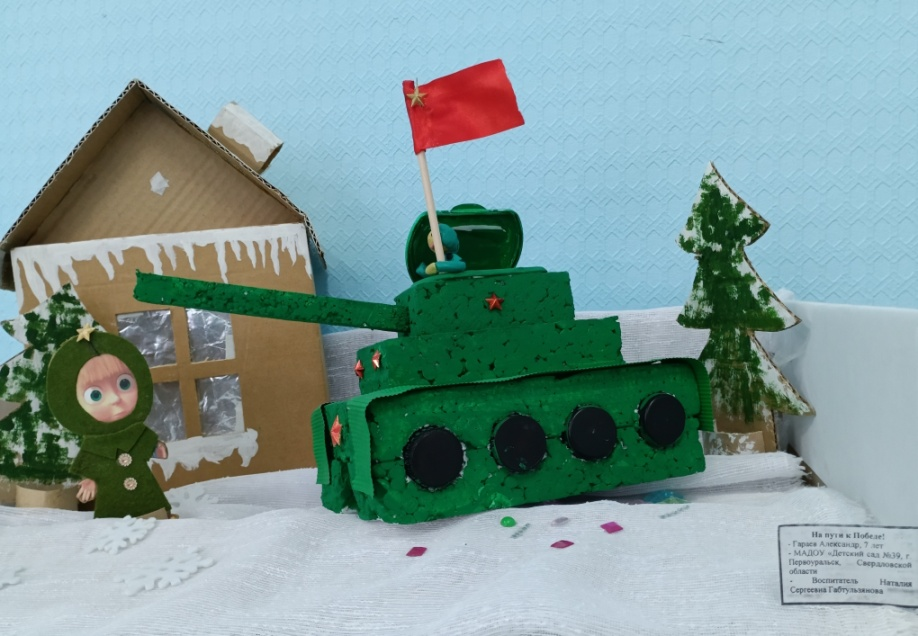 На пути к Победе!
- Гараев Александр, 7 лет
- МАДОУ «Детский сад №39, г
Первоуральск, Свердловской
области
- Воспитатель Наталия
Сергеевна Габтульзянова